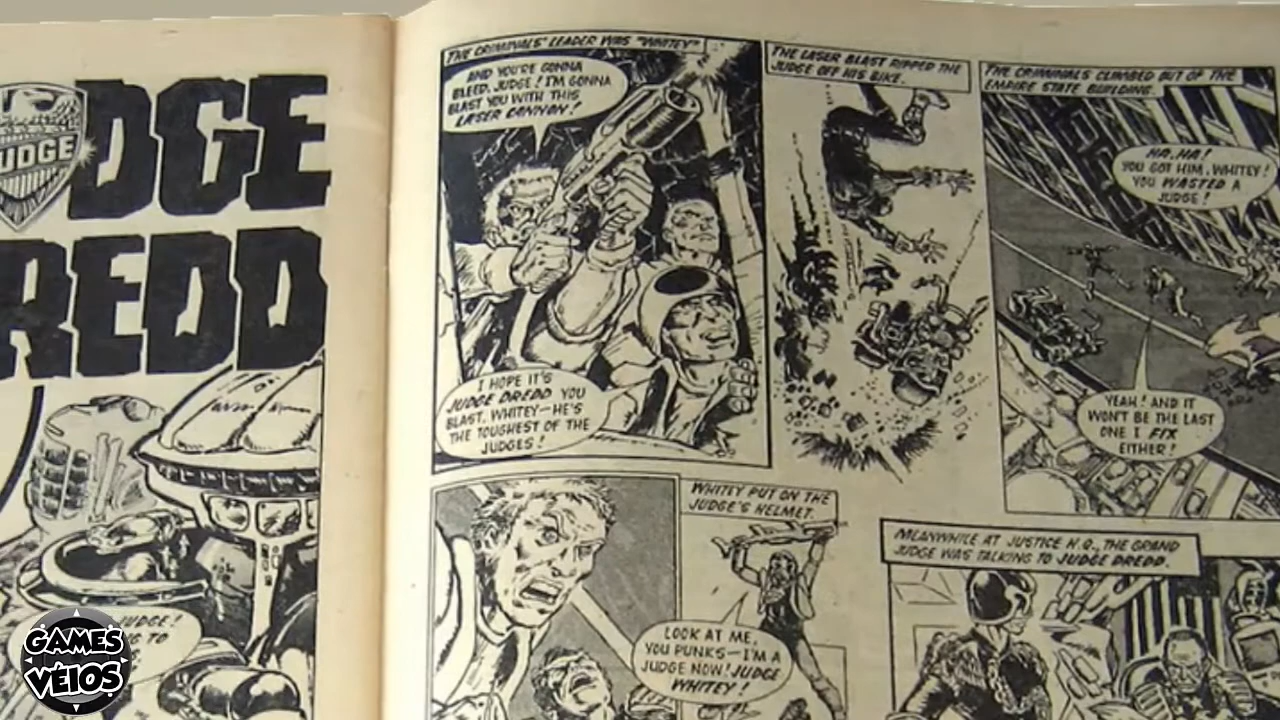 DGE
REDD
JUDGE
JUDGE!
TO
GAMES
VÉIOS
THE CRIMINALS' LEADER WAS "WHITEY"
AND YOU'RE GONNA
BLEED, JUDGE! I'M GONNA
BLAST YOU WITH THIS
LASER CANNON!
I HOPE IT'S
JUDGE DREDD YOU
BLAST, WHITEY—HE'S
THE TOUGHEST OF THE
JUDGES!
THE LASER BLAST RIPPED THE
JUDGE OFF HIS BIKE.
THE CRIMINALS CLIMBED OUT OF THE
EMPIRE STATE BUILDING.
HA, HA!
YOU GOT HIM, WHITEY!
YOU WASTED A
JUDGE!
YEAH! AND IT
WON'T BE THE LAST
ONE I FIX
EITHER!
WHITEY PUT ON THE
JUDGE'S HELMET.
LOOK AT ME,
YOU PUNKS—I'M A
JUDGE NOW! JUDGE
WHITEY!
MEANWHILE AT JUSTICE H.Q., THE GRAND
JUDGE WAS TALKING TO JUDGE DREDD.